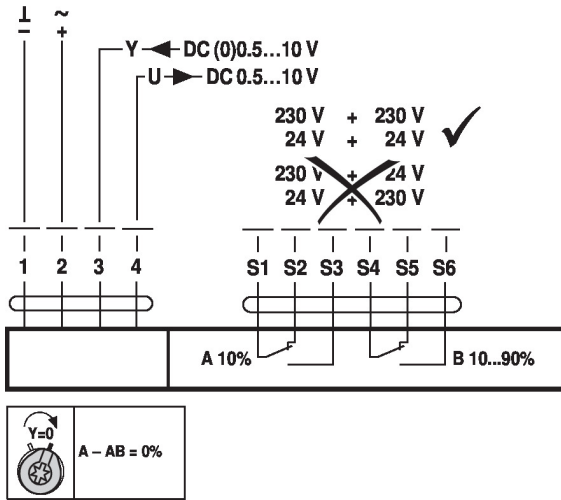 ⊥ ~
– +
Y DC (0)0.5...10 V
U DC 0.5...10 V
230 V + 230 V
24 V + 24 V
230 V + 24 V
24 V + 230 V
1 2 3 4 S1 S2 S3 S4 S5 S6
A 10% B 10...90%
Y=0
A – AB = 0%